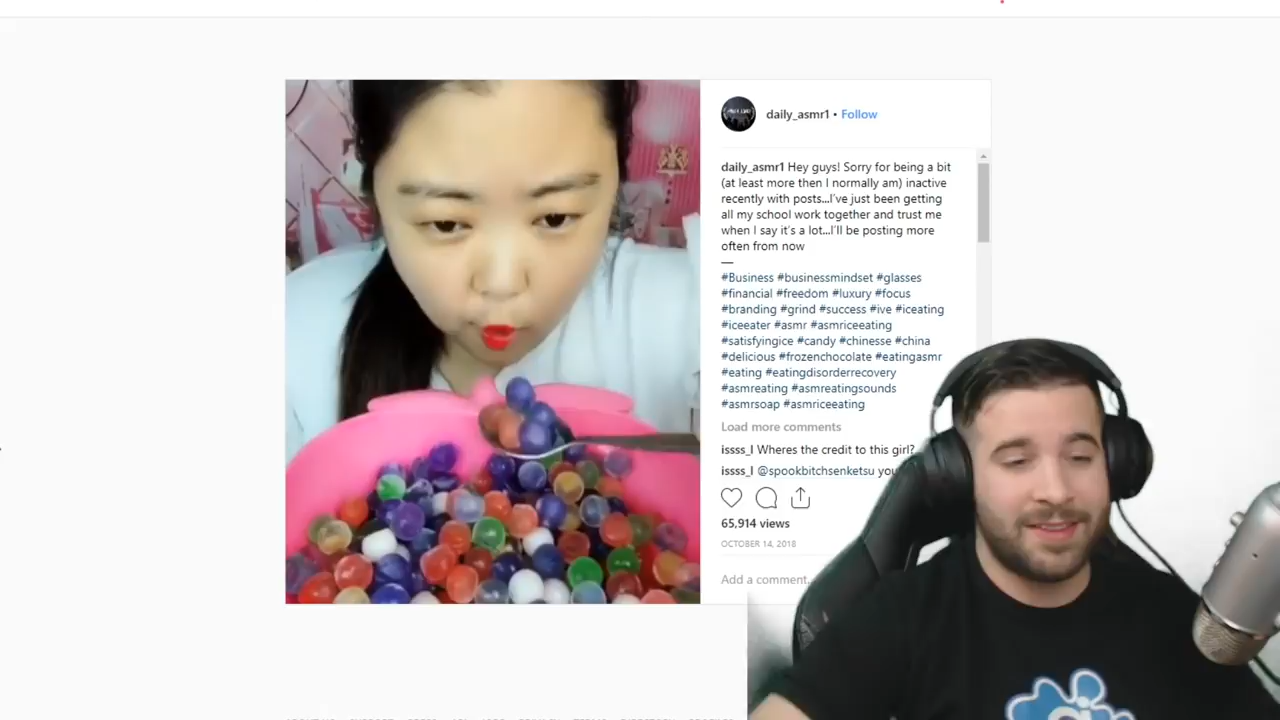 daily_asmr1 • Follow
daily_asmr1 Hey guys! Sorry for being a bit
(at least more then I normally am) inactive
recently with posts...I've just been getting
all my school work together and trust me
when I say it's a lot...I'll be posting more
often from now
—
#Business #businessmindset #glasses
#financial #freedom #luxury #focus
#branding #grind #success #ive #iceating
#iceeater #asmr #asmriceeating
#satisfyingice #candy #chinesse #china
#delicious #frozenchocolate #eatingasmr
#eating #eatingdisorderrecovery
#asmreating #asmreatingsounds
#asmrsoap #asmriceeating
Load more comments
issss_l Wheres the credit to this girl?
issss_l @spookbitchsenketsu
65,914 views
OCTOBER 14, 2018
Add a comment...